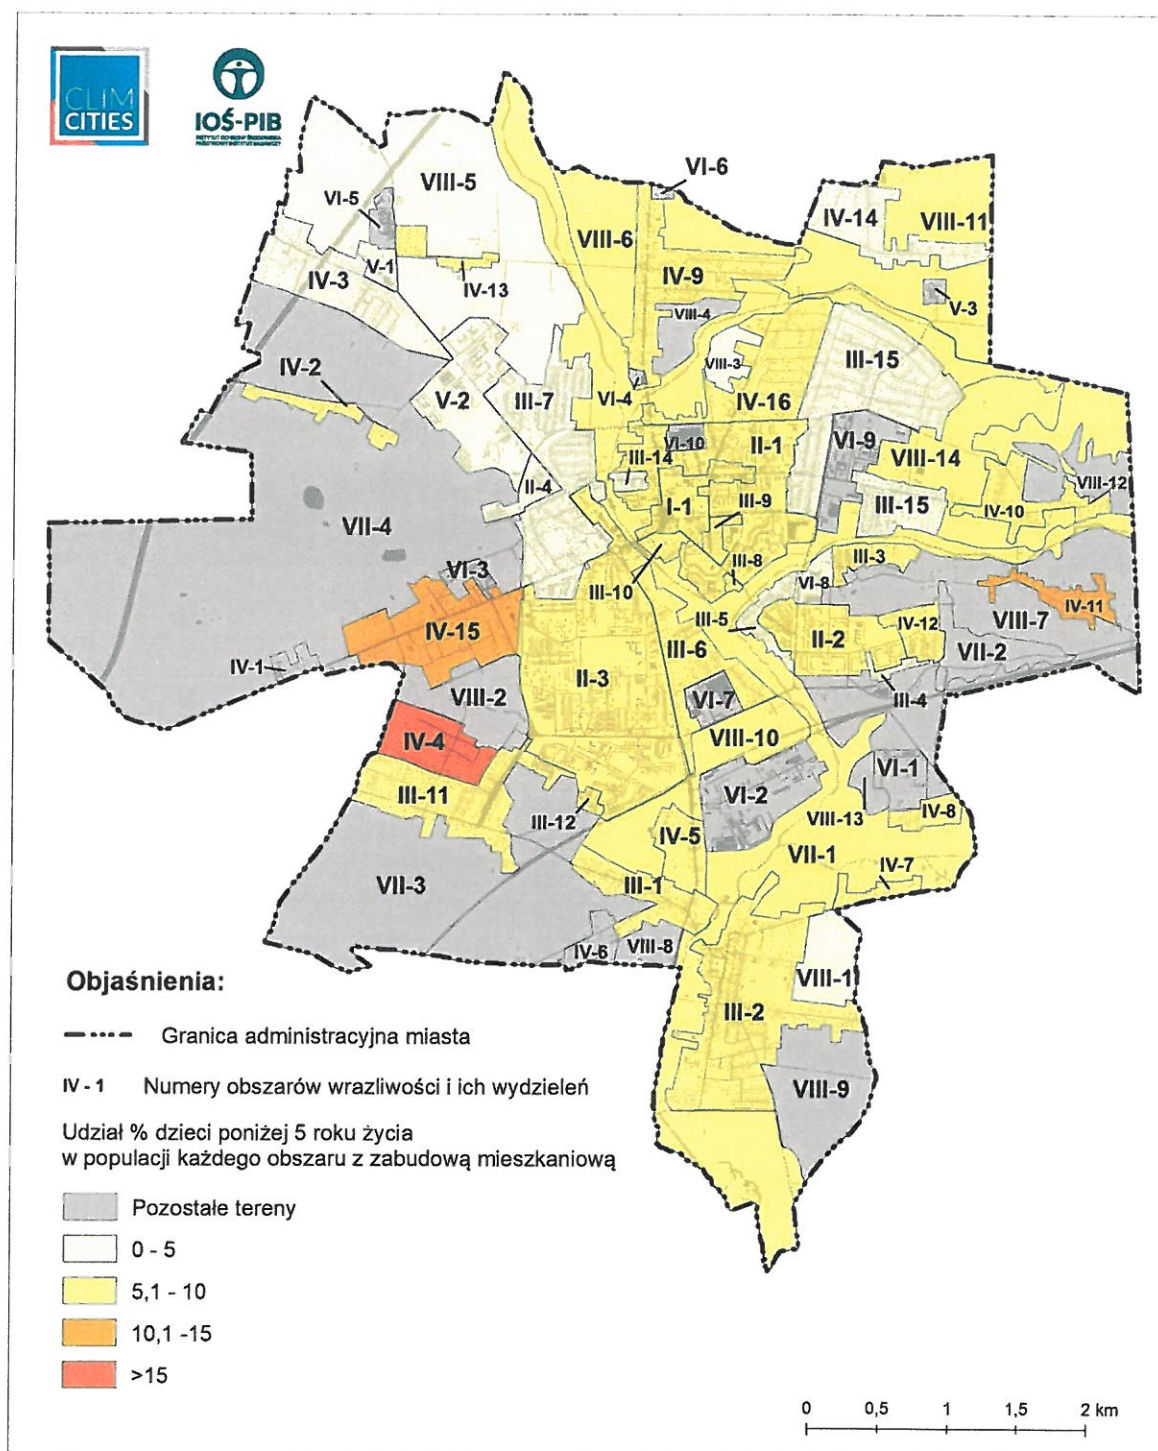 CLIM
CITIES
IOŚ-PIB
INSTYTUT OCHRONY ŚRODOWISKA
PAŃSTWOWY INSTYTUT BADAWCZY
VI-6
VIII-5
VI-5
IV-14
VIII-11
VIII-6
V-1
IV-3
IV-13
IV-9
V-3
VIII-4
IV-2
VIII-3
III-15
V-2
III-7
VI-4
IV-16
VI-10
II-1
VI-9
III-14
VIII-14
II-4
VIII-12
I-1
III-9
III-15
IV-10
VII-4
III-8
III-3
VI-3
III-10
VI-8
IV-11
IV-15
III-5
IV-12
VIII-7
III-6
II-2
VII-2
IV-1
II-3
VIII-2
VI-7
III-4
IV-4
VIII-10
VI-1
III-11
VI-2
III-12
VIII-13
IV-8
IV-5
VII-1
IV-7
VII-3
III-1
IV-6
VIII-8
VIII-1
III-2
VIII-9
Objaśnienia:
Granica administracyjna miasta
IV - 1 Numery obszarów wrazliwości i ich wydzieleń
Udział % dzieci poniżej 5 roku życia
w populacji każdego obszaru z zabudową mieszkaniową
Pozostałe tereny
0 - 5
5,1 - 10
10,1 -15
>15
0 0,5 1 1,5 2 km